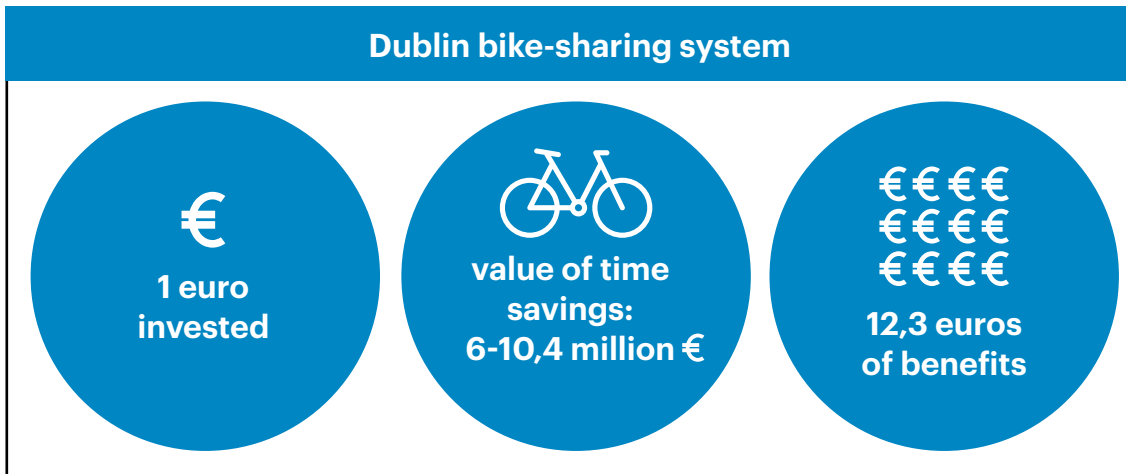 Dublin bike-sharing system
€
1 euro
invested
value of time
savings:
6-10,4 million €
€ € € €
€ € € €
€ € € €
12,3 euros
of benefits